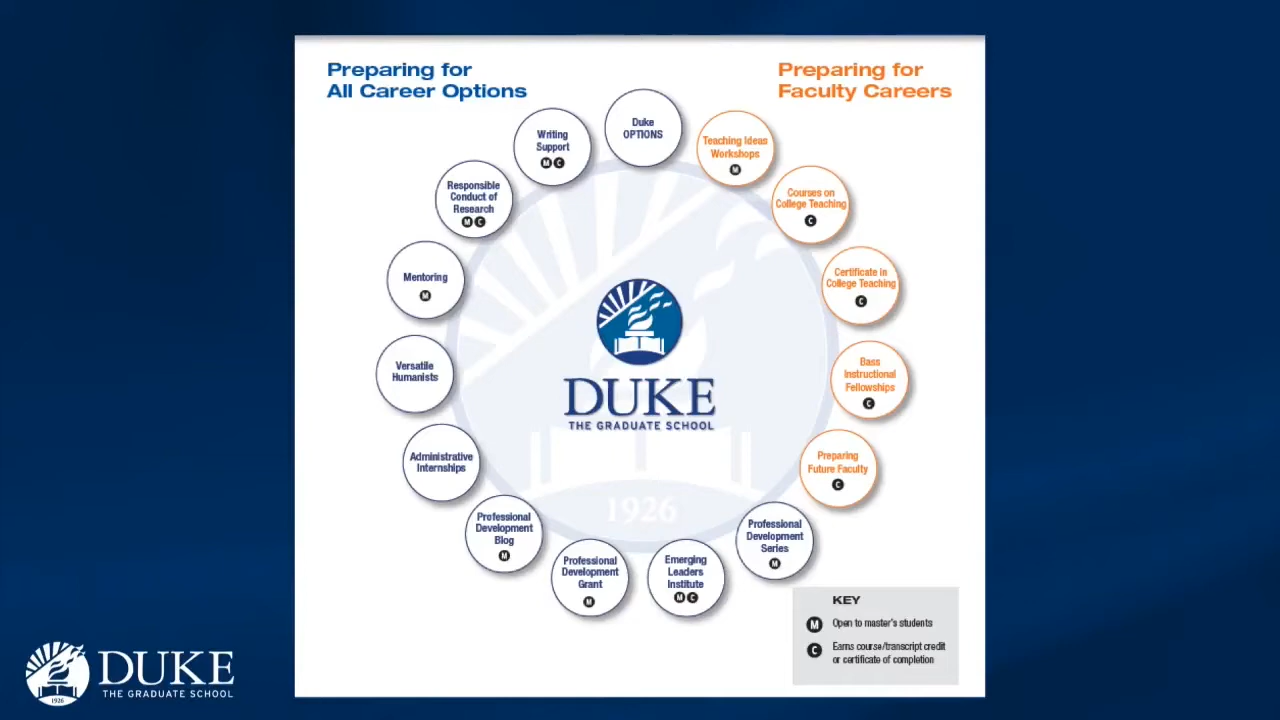 Preparing for
All Career Options
Preparing for
Faculty Careers
Duke
OPTIONS
Teaching Ideas
Workshops
M
Courses on
College Teaching
C
Certificate in
College Teaching
C
Bass
Instructional
Fellowships
C
Preparing
Future Faculty
C
Professional
Development
Series
M
Emerging
Leaders
Institute
M C
Professional
Development
Grant
M
Professional
Development
Blog
M
Administrative
Internships
Versatile
Humanists
Mentoring
M
Responsible
Conduct of
Research
M C
Writing
Support
M C
DUKE
THE GRADUATE SCHOOL
1926
KEY
M Open to master's students
C Earns course/transcript credit
or certificate of completion
1926
DUKE
THE GRADUATE SCHOOL